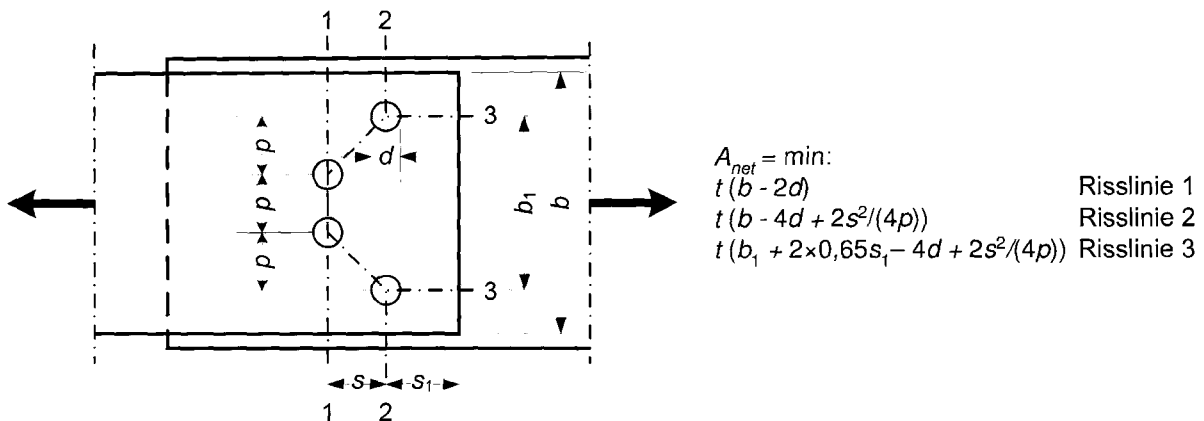 1 2
3
p
d
p
b₁
b
p
3
s s₁
1 2
A_net = min:
t (b - 2d) Risslinie 1
t (b - 4d + 2s²/(4p)) Risslinie 2
t (b₁ + 2×0,65s₁ – 4d + 2s²/(4p)) Risslinie 3